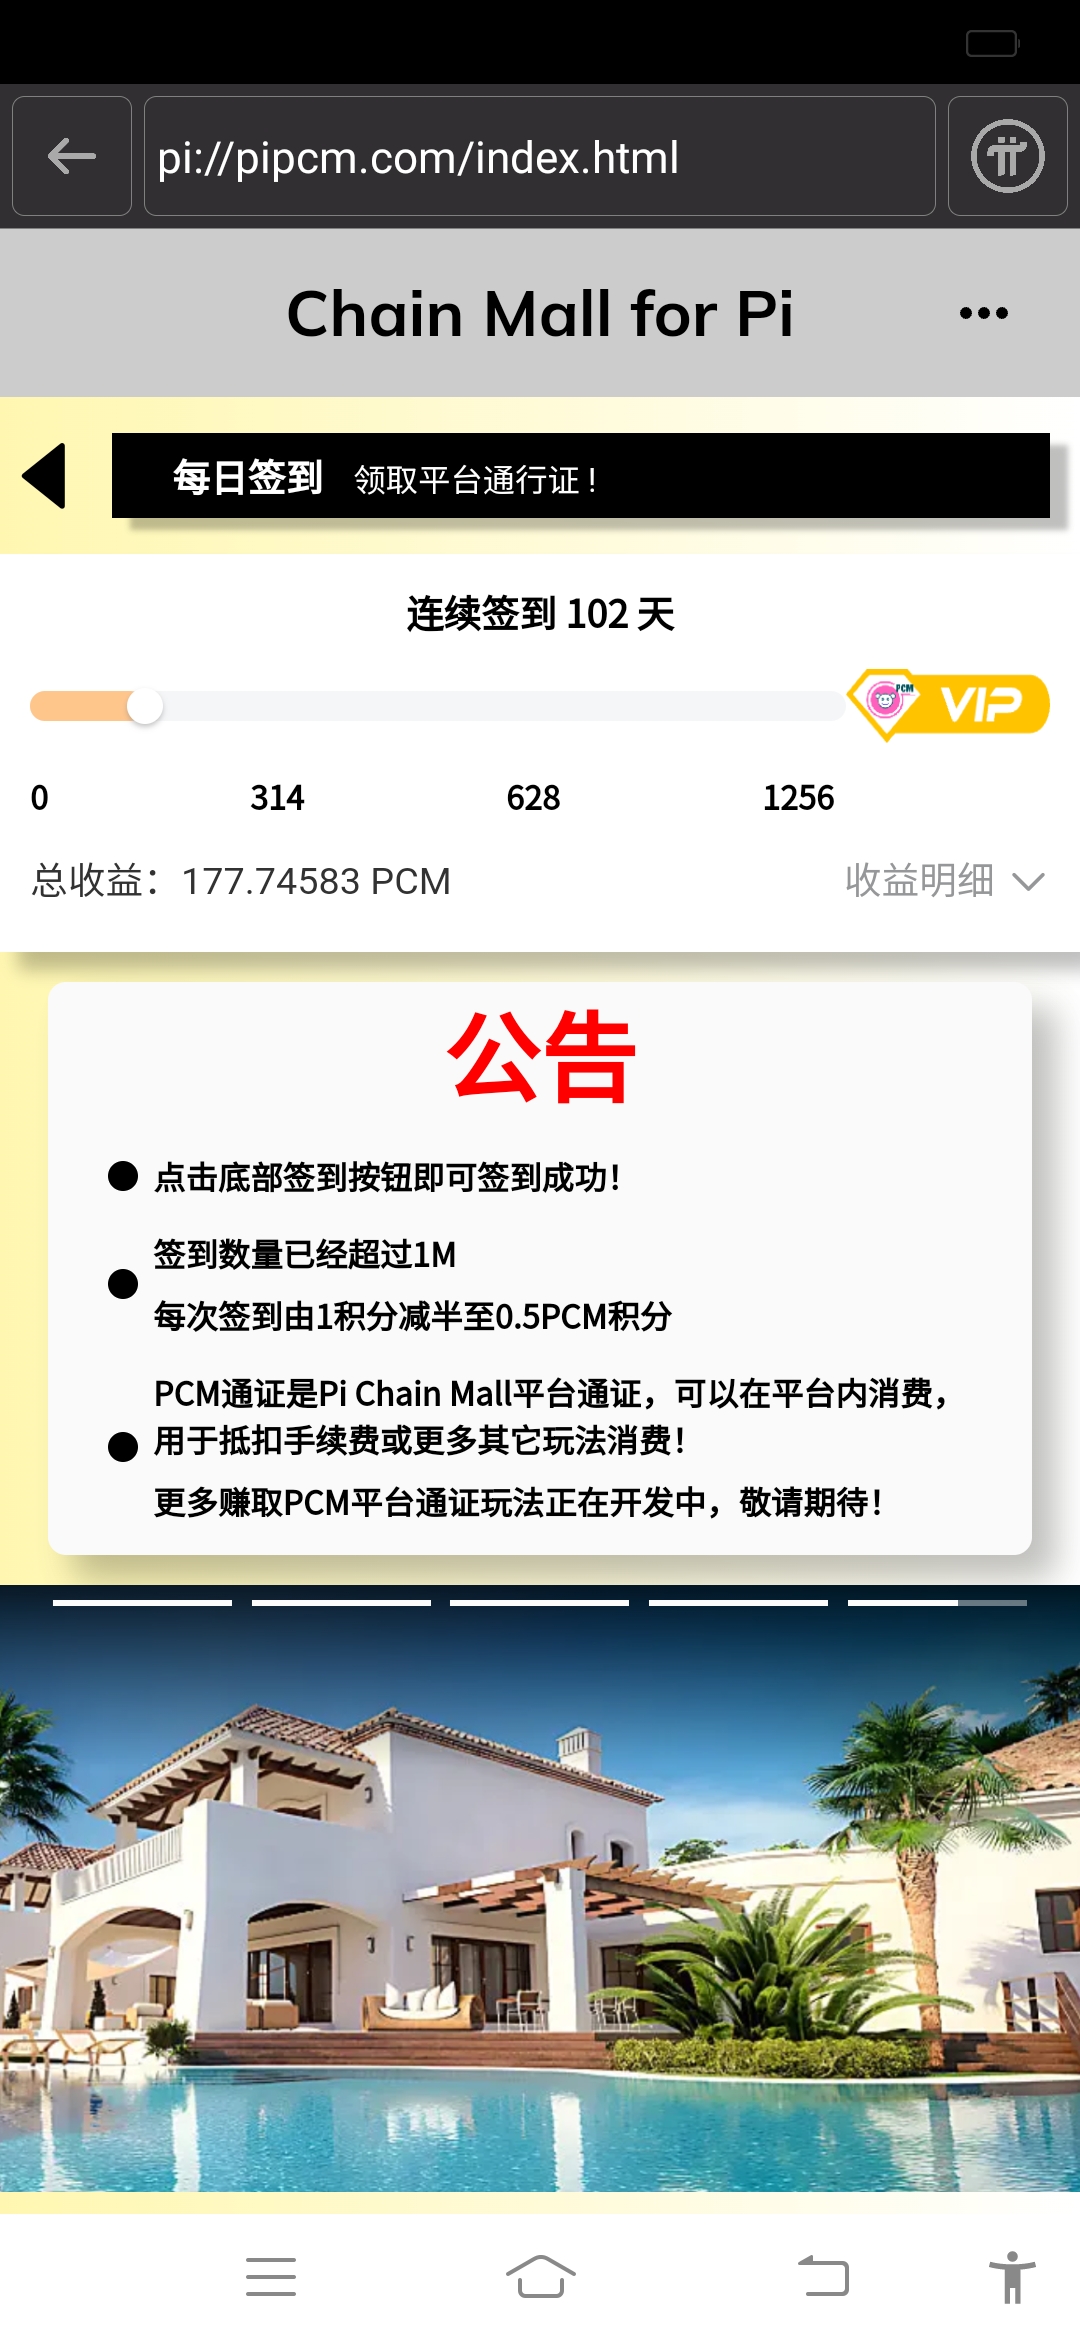 pi://pipcm.com/index.html
Chain Mall for Pi
每日签到 领取平台通行证！
连续签到 102 天
PCM VIP
0 314 628 1256
总收益：177.74583 PCM 收益明细
公告
点击底部签到按钮即可签到成功！
签到数量已经超过1M
每次签到由1积分减半至0.5PCM积分
PCM通证是Pi Chain Mall平台通证，可以在平台内消费，
用于抵扣手续费或更多其它玩法消费！
更多赚取PCM平台通证玩法正在开发中，敬请期待！